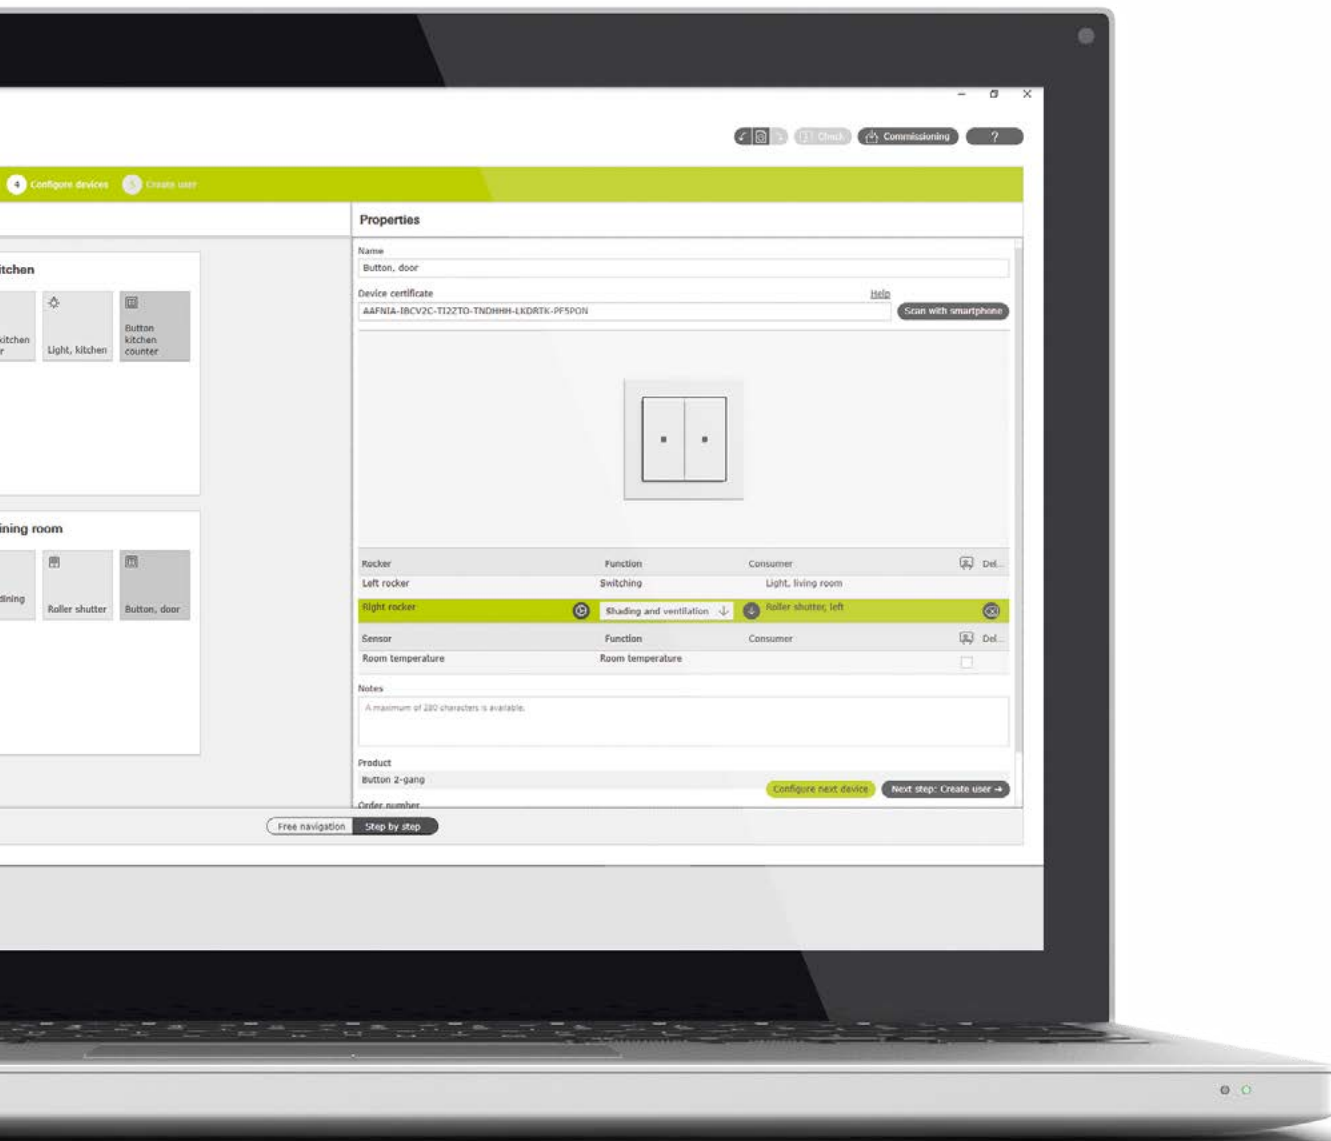 Check
Commissioning
?
4 Configure devices 5 Create user
Properties
itchen
Name
Button, door
Device certificate
Help
AAFNIA-IBCV2C-TI2ZTO-TNDHHH-LKDRTK-PF5PON
Scan with smartphone
kitchen
r
Light, kitchen
Button
kitchen
counter
ining room
dining
Roller shutter
Button, door
Rocker Function Consumer Del...
Left rocker Switching Light, living room
Right rocker Shading and ventilation Roller shutter, left
Sensor Function Consumer Del...
Room temperature Room temperature
Notes
A maximum of 280 characters is available.
Product
Button 2-gang
Configure next device
Next step: Create user →
Order number
Free navigation Step by step